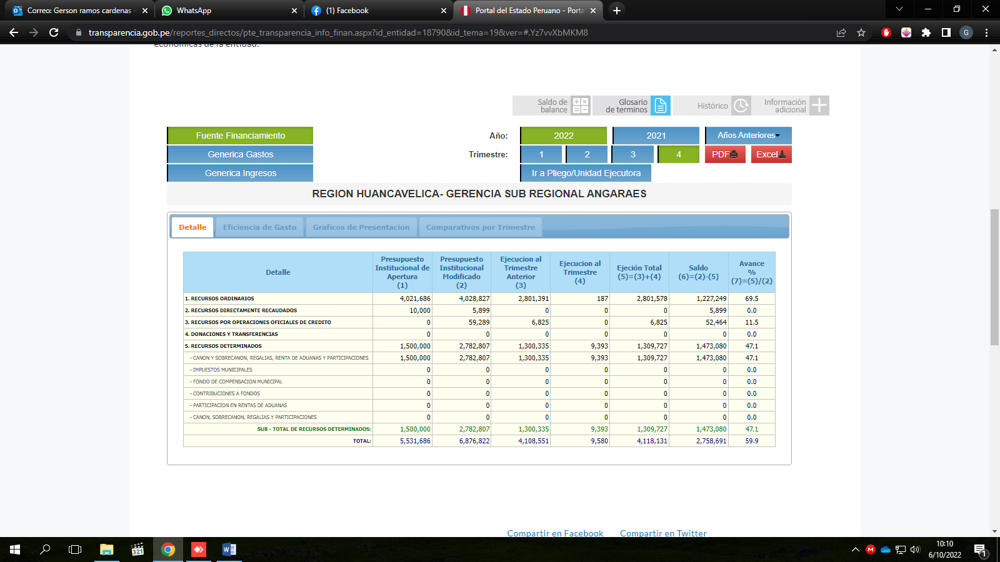 Correo: Gerson ramos cardenas -
WhatsApp
(1) Facebook
Portal del Estado Peruano - Porta
transparencia.gob.pe/reportes_directos/pte_transparencia_info_finan.aspx?id_entidad=18790&id_tema=19&ver=#.Yz7vvXbMKM8
G
económicas de la entidad.
Saldo de balance
Glosario de terminos
Histórico
Información adicional
Fuente Financiamiento
Año: 2022 2021 Años Anteriores
Generica Gastos
Trimestre: 1 2 3 4 PDF Excel
Generica Ingresos
Ir a Pliego/Unidad Ejecutora
REGION HUANCAVELICA- GERENCIA SUB REGIONAL ANGARAES
Detalle Eficiencia de Gasto Graficos de Presentacion Comparativos por Trimestre
Detalle
Presupuesto Institucional de Apertura (1)
Presupuesto Institucional Modificado (2)
Ejecucion al Trimestre Anterior (3)
Ejecucion al Trimestre (4)
Ejeción Total (5)=(3)+(4)
Saldo (6)=(2)-(5)
Avance % (7)=(5)/(2)
1. RECURSOS ORDINARIOS 4,021,686 4,028,827 2,801,391 187 2,801,578 1,227,249 69.5
2. RECURSOS DIRECTAMENTE RECAUDADOS 10,000 5,899 0 0 0 5,899 0.0
3. RECURSOS POR OPERACIONES OFICIALES DE CREDITO 0 59,289 6,825 0 6,825 52,464 11.5
4. DONACIONES Y TRANSFERENCIAS 0 0 0 0 0 0 0.0
5. RECURSOS DETERMINADOS 1,500,000 2,782,807 1,300,335 9,393 1,309,727 1,473,080 47.1
- CANON Y SOBRECANON, REGALIAS, RENTA DE ADUANAS Y PARTICIPACIONES 1,500,000 2,782,807 1,300,335 9,393 1,309,727 1,473,080 47.1
- IMPUESTOS MUNICIPALES 0 0 0 0 0 0 0.0
- FONDO DE COMPENSACION MUNICIPAL 0 0 0 0 0 0 0.0
- CONTRIBUCIONES A FONDOS 0 0 0 0 0 0 0.0
- PARTICIPACION EN RENTAS DE ADUANAS 0 0 0 0 0 0 0.0
- CANON, SOBRECANON, REGALIAS Y PARTICIPACIONES 0 0 0 0 0 0 0.0
SUB - TOTAL DE RECURSOS DETERMINADOS: 1,500,000 2,782,807 1,300,335 9,393 1,309,727 1,473,080 47.1
TOTAL: 5,531,686 6,876,822 4,108,551 9,580 4,118,131 2,758,691 59.9
Compartir en Facebook Compartir en Twitter
321
W
M
10:10
6/10/2022
1